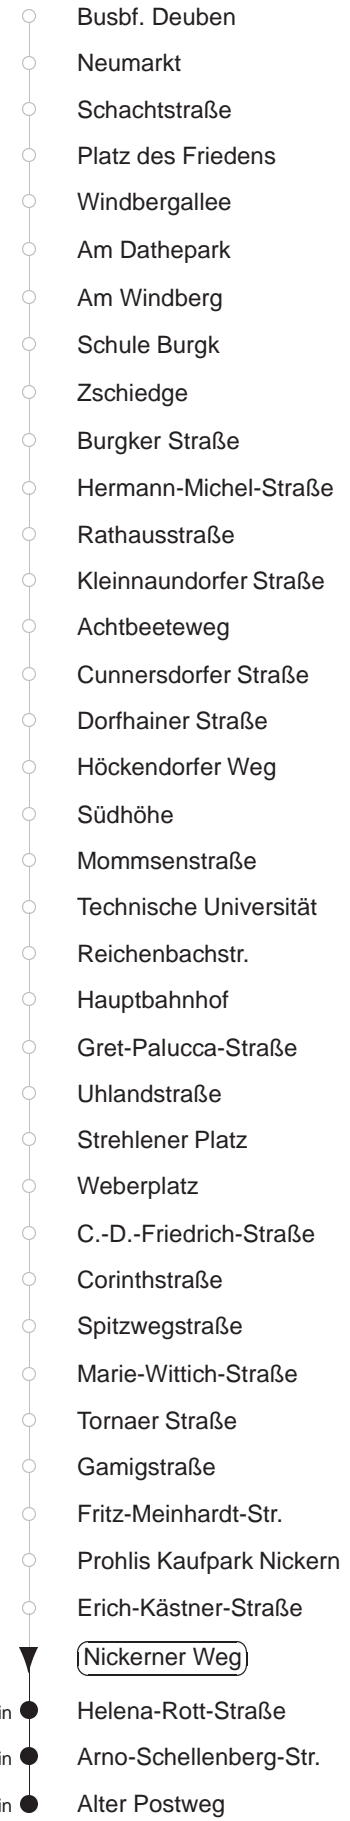 Busbf. Deuben
Neumarkt
Schachtstraße
Platz des Friedens
Windbergallee
Am Dathepark
Am Windberg
Schule Burgk
Zschiedge
Burgker Straße
Hermann-Michel-Straße
Rathausstraße
Kleinnaundorfer Straße
Achtbeeteweg
Cunnersdorfer Straße
Dorfhainer Straße
Höckendorfer Weg
Südhöhe
Mommsenstraße
Technische Universität
Reichenbachstr.
Hauptbahnhof
Gret-Palucca-Straße
Uhlandstraße
Strehlener Platz
Weberplatz
C.-D.-Friedrich-Straße
Corinthstraße
Spitzwegstraße
Marie-Wittich-Straße
Tornaer Straße
Gamigstraße
Fritz-Meinhardt-Str.
Prohlis Kaufpark Nickern
Erich-Kästner-Straße
Nickerner Weg
in Helena-Rott-Straße
in Arno-Schellenberg-Str.
in Alter Postweg